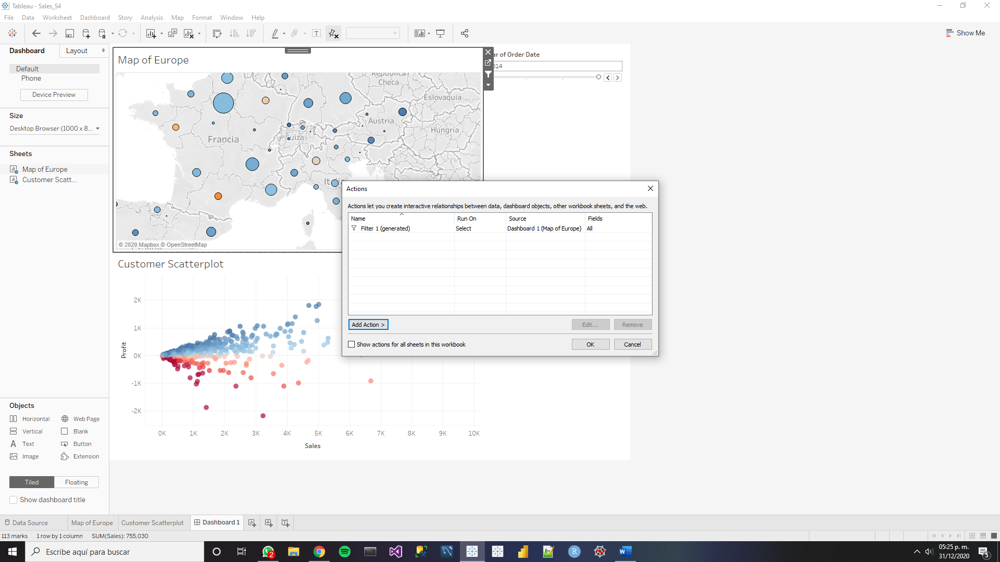 Tableau - Sales_S4
File Data Worksheet Dashboard Story Analysis Map Format Window Help
Show Me
Dashboard Layout
Default
Phone
Device Preview
Size
Desktop Browser (1000 x 8...
Sheets
Map of Europe
Customer Scatt...
Objects
Horizontal Web Page
Vertical Blank
Text Button
Image Extension
Tiled Floating
Show dashboard title
Map of Europe
República
Checa
Eslovaquia
Austria
Hungría
Francia
Suiza
© 2020 Mapbox © OpenStreetMap
ar of Order Date
014
Customer Scatterplot
Profit
2K
1K
0K
-1K
-2K
0K 1K 2K 3K 4K 5K 6K 7K 8K 9K 10K
Sales
Actions
Actions let you create interactive relationships between data, dashboard objects, other workbook sheets, and the web.
Name Run On Source Fields
Filter 1 (generated) Select Dashboard 1 (Map of Europe) All
Add Action > Edit... Remove
Show actions for all sheets in this workbook OK Cancel
Data Source Map of Europe Customer Scatterplot Dashboard 1
113 marks 1 row by 1 column SUM(Sales): 755,030
Escribe aquí para buscar
2
05:25 p. m.
31/12/2020
5